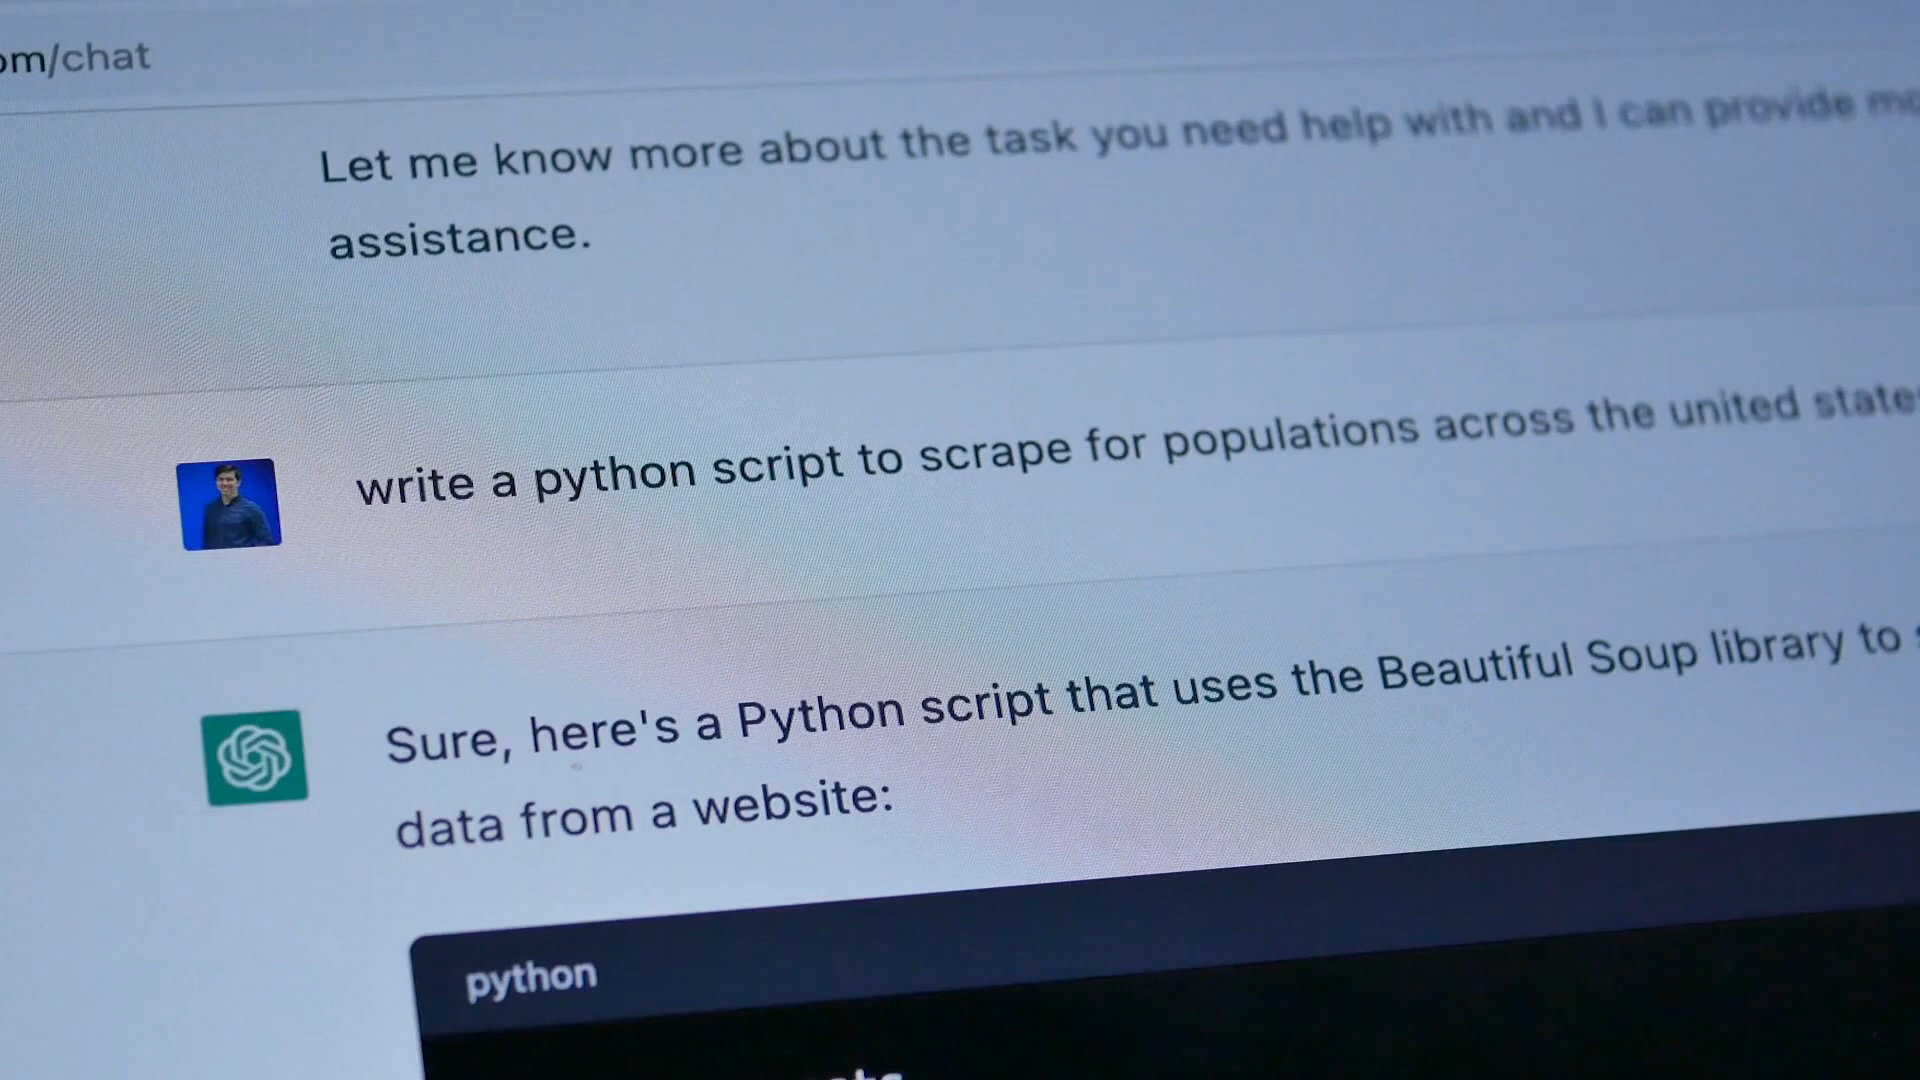 om/chat
Let me know more about the task you need help with and I can provide
assistance.
write a python script to scrape for populations across the united state
Sure, here's a Python script that uses the Beautiful Soup library to
data from a website:
python